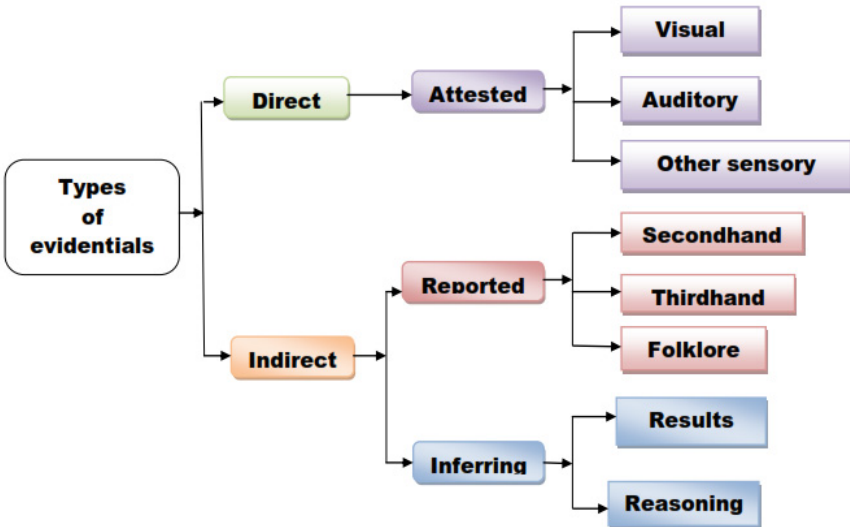 Types
of
evidentials
Direct
Attested
Visual
Auditory
Other sensory
Indirect
Reported
Secondhand
Thirdhand
Folklore
Inferring
Results
Reasoning